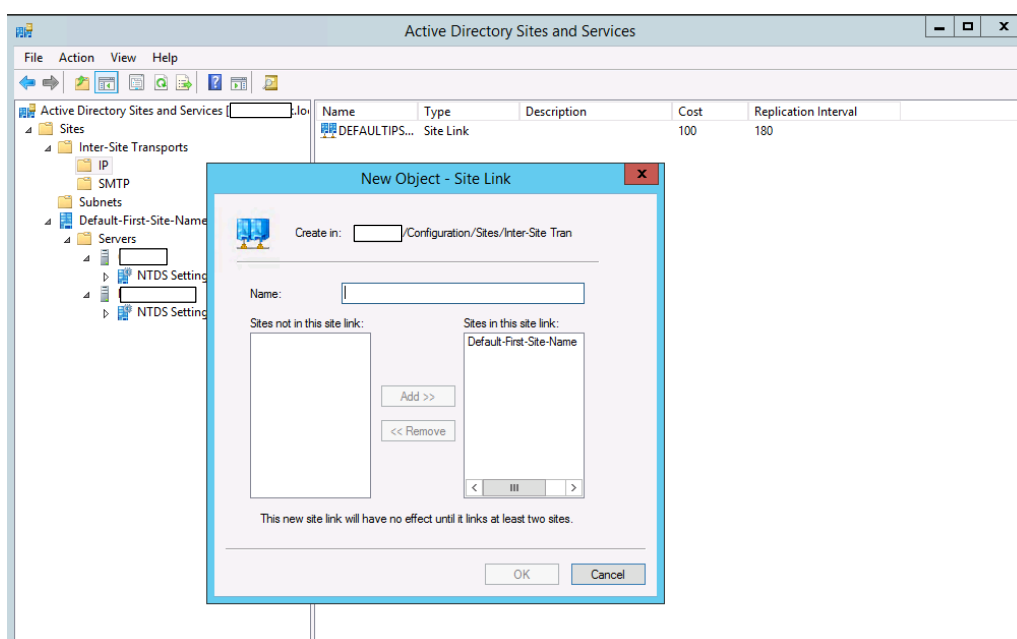 Active Directory Sites and Services
File Action View Help
Active Directory Sites and Services [ .lo
Sites
Inter-Site Transports
IP
SMTP
Subnets
Default-First-Site-Name
Servers
NTDS Setting
NTDS Setting
Name Type Description Cost Replication Interval
DEFAULTIPS... Site Link 100 180
New Object - Site Link
x
Create in: /Configuration/Sites/Inter-Site Tran
Name:
Sites not in this site link: Sites in this site link:
Default-First-Site-Name
Add >>
<< Remove
This new site link will have no effect until it links at least two sites.
OK Cancel